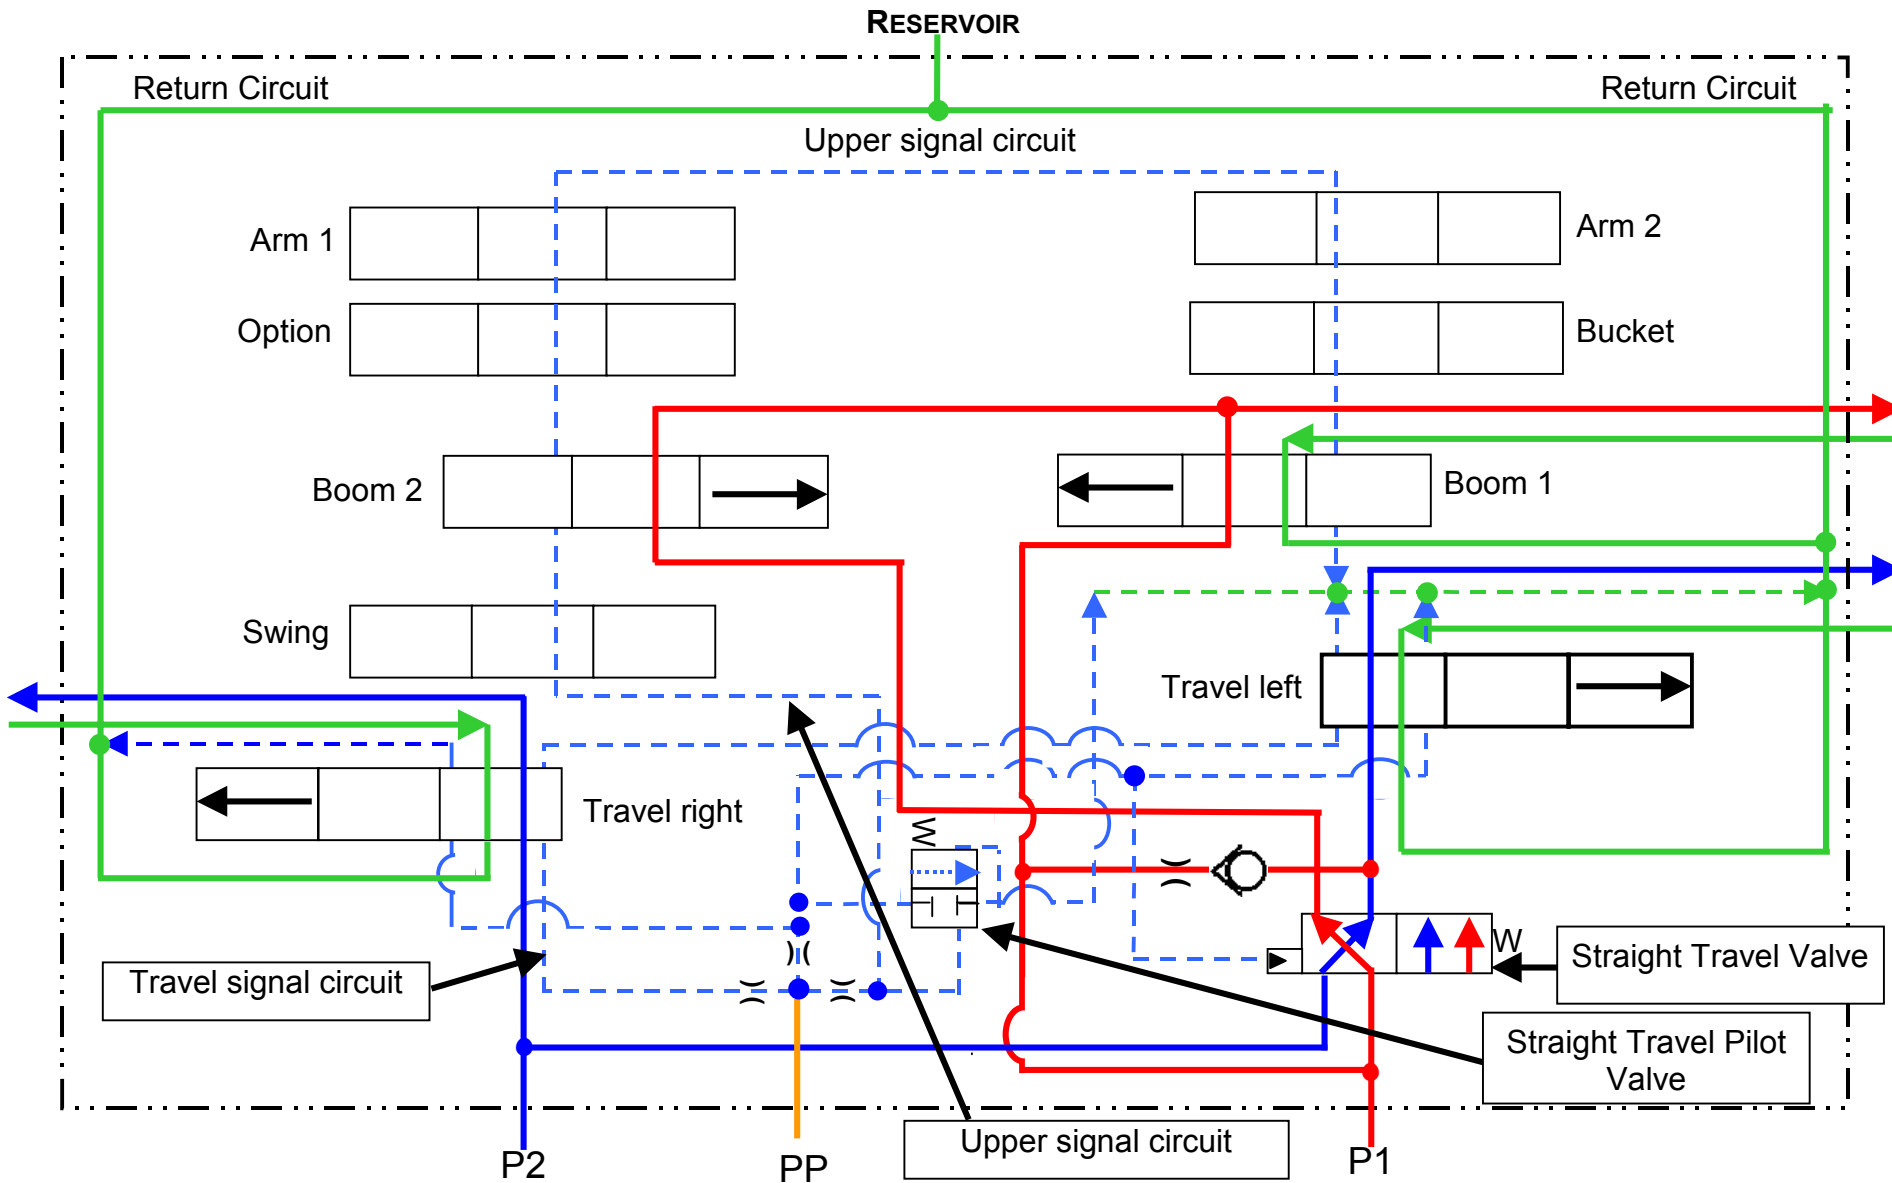 RESERVOIR
Return Circuit
Return Circuit
Upper signal circuit
Arm 1
Arm 2
Option
Bucket
Boom 2
Boom 1
Swing
Travel left
Travel right
W
W
Travel signal circuit
Straight Travel Valve
Straight Travel Pilot
Valve
Upper signal circuit
P2
PP
P1